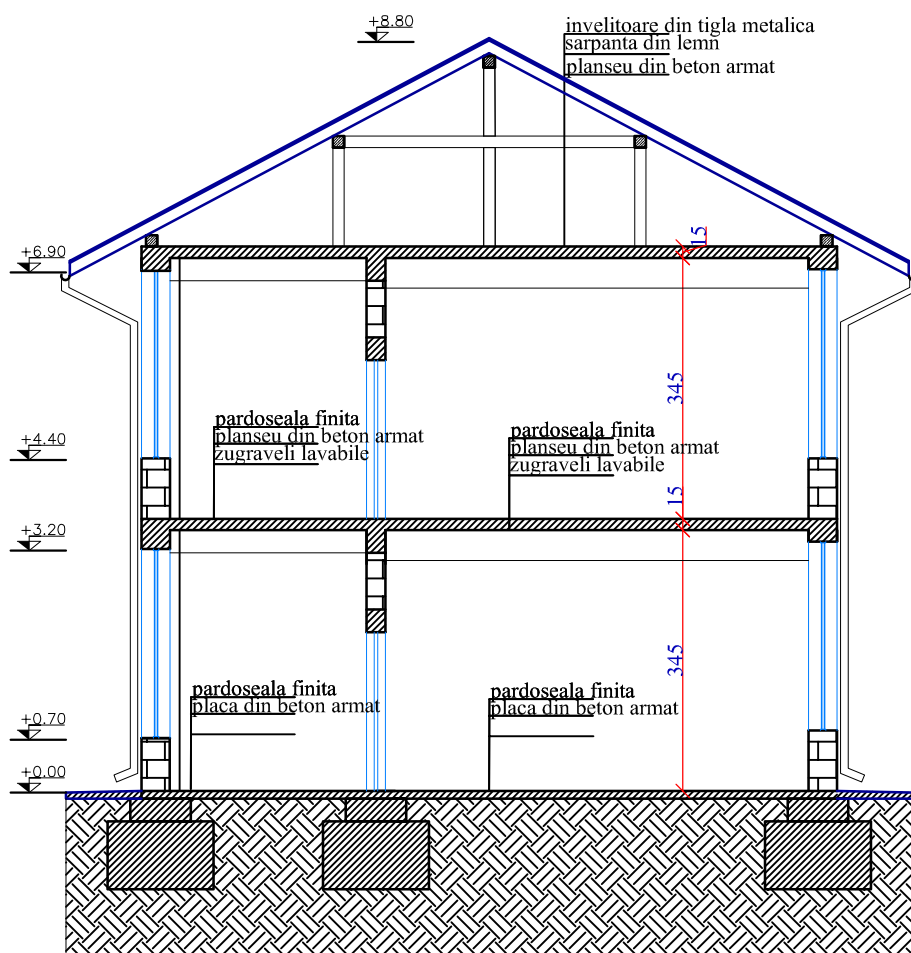 +8.80
invelitoare din tigla metalica
sarpanta din lemn
planseu din beton armat
15
+6.90
345
pardoseala finita
planseu din beton armat
zugraveli lavabile
pardoseala finita
planseu din beton armat
zugraveli lavabile
+4.40
15
+3.20
345
pardoseala finita
placa din beton armat
pardoseala finita
placa din beton armat
+0.70
+0.00